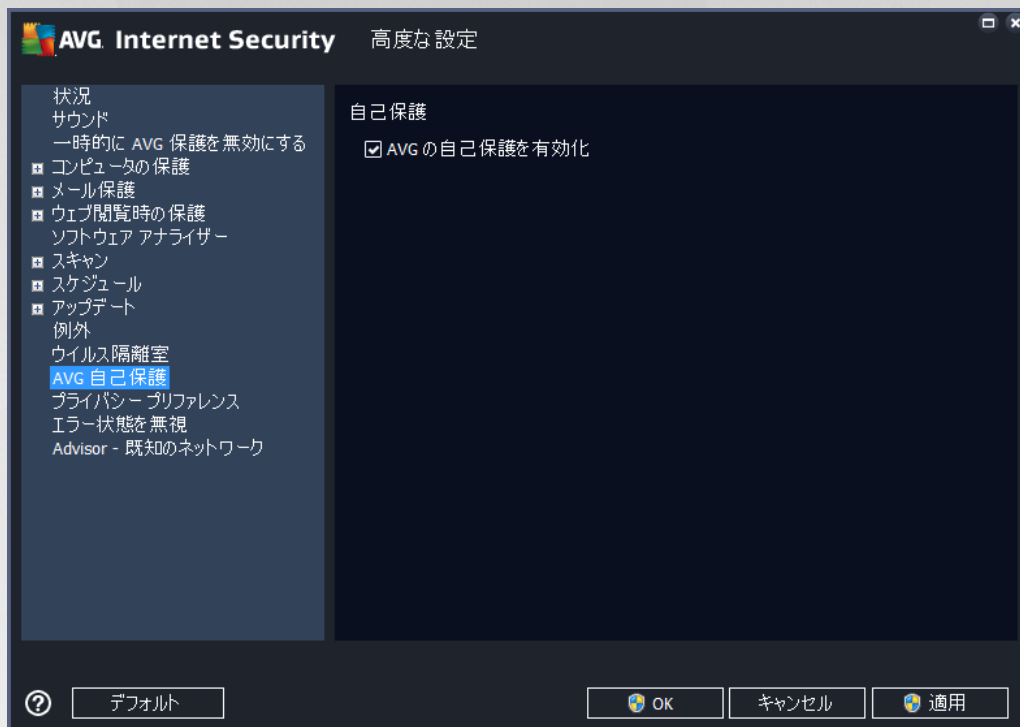 AVG. Internet Security 高度な設定
状況
サウンド
一時的に AVG 保護を無効にする
コンピュータの保護
メール保護
ウェブ閲覧時の保護
ソフトウェア アナライザー
スキャン
スケジュール
アップデート
例外
ウイルス隔離室
AVG 自己保護
プライバシー プリファレンス
エラー状態を無視
Advisor - 既知のネットワーク
自己保護
AVG の自己保護を有効化
デフォルト
OK
キャンセル
適用